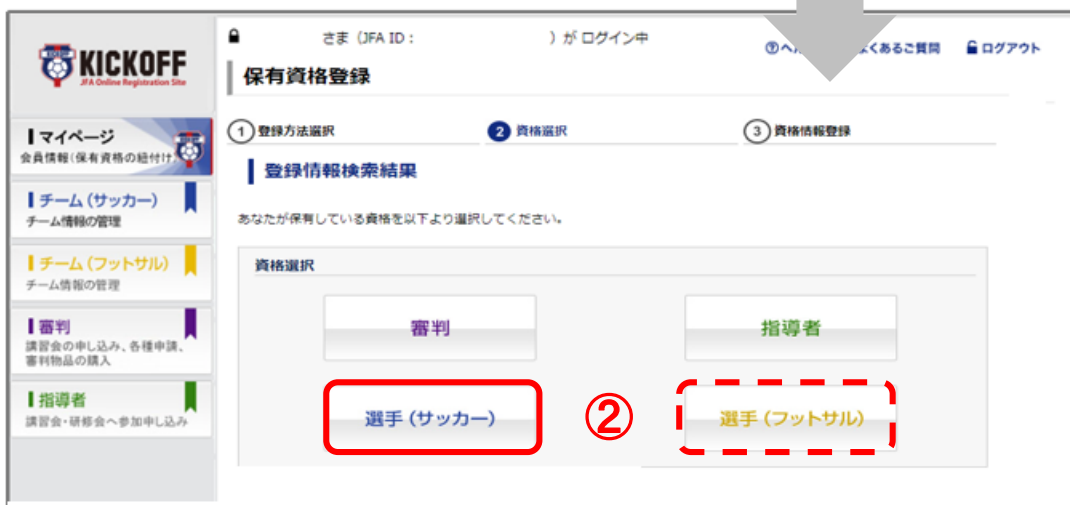 KICKOFF
JFA Online Registration Site
さま（JFA ID： ）が ログイン中
よくあるご質問
ログアウト
保有資格登録
マイページ
会員情報（保有資格の紐付け
チーム（サッカー）
チーム情報の管理
チーム（フットサル）
チーム情報の管理
審判
講習会の申し込み、各種申請、
審判物品の購入
指導者
講習会・研修会へ参加申し込み
1 登録方法選択
2 資格選択
3 資格情報登録
登録情報検索結果
あなたが保有している資格を以下より選択してください。
資格選択
審判
指導者
選手（サッカー）
②
選手（フットサル）